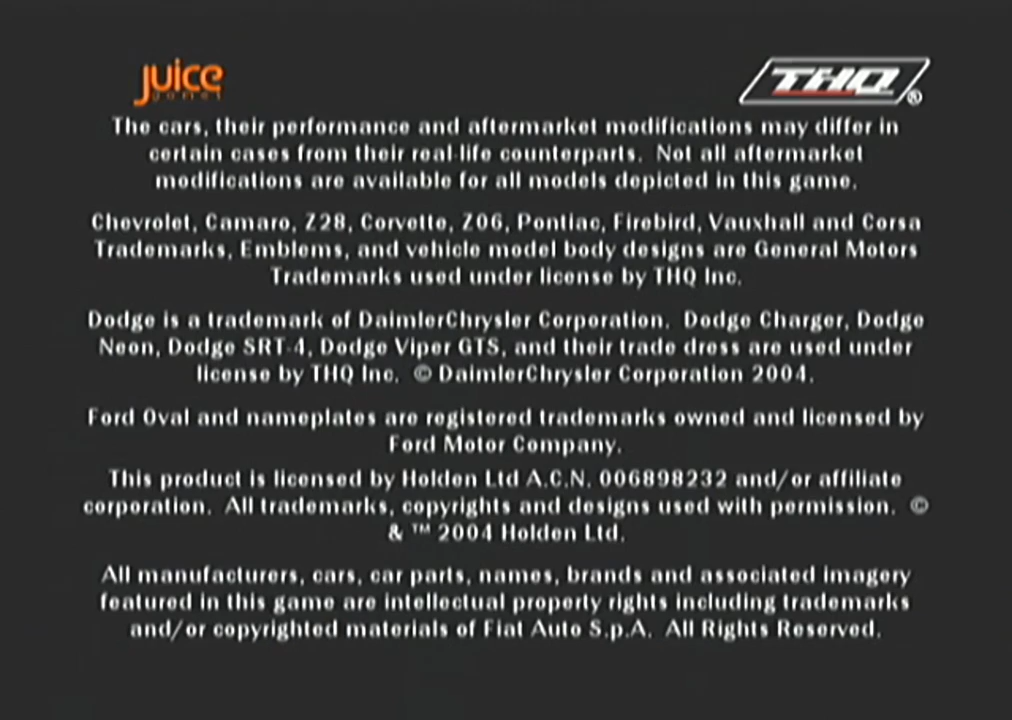 juice
games
THQ®
The cars, their performance and aftermarket modifications may differ in
certain cases from their real-life counterparts. Not all aftermarket
modifications are available for all models depicted in this game.
Chevrolet, Camaro, Z28, Corvette, Z06, Pontiac, Firebird, Vauxhall and Corsa
Trademarks, Emblems, and vehicle model body designs are General Motors
Trademarks used under license by THQ Inc.
Dodge is a trademark of DaimlerChrysler Corporation. Dodge Charger, Dodge
Neon, Dodge SRT-4, Dodge Viper GTS, and their trade dress are used under
license by THQ Inc. © DaimlerChrysler Corporation 2004.
Ford Oval and nameplates are registered trademarks owned and licensed by
Ford Motor Company.
This product is licensed by Holden Ltd A.C.N. 006898232 and/or affiliate
corporation. All trademarks, copyrights and designs used with permission. ©
& ™ 2004 Holden Ltd.
All manufacturers, cars, car parts, names, brands and associated imagery
featured in this game are intellectual property rights including trademarks
and/or copyrighted materials of Fiat Auto S.p.A. All Rights Reserved.